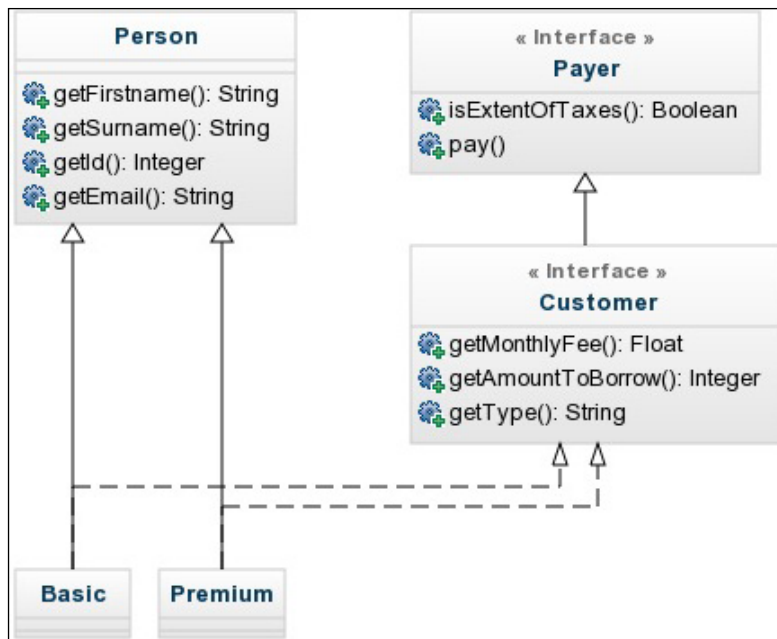 Person
getFirstname(): String
getSurname(): String
getId(): Integer
getEmail(): String
« Interface »
Payer
isExtentOfTaxes(): Boolean
pay()
« Interface »
Customer
getMonthlyFee(): Float
getAmountToBorrow(): Integer
getType(): String
Basic
Premium